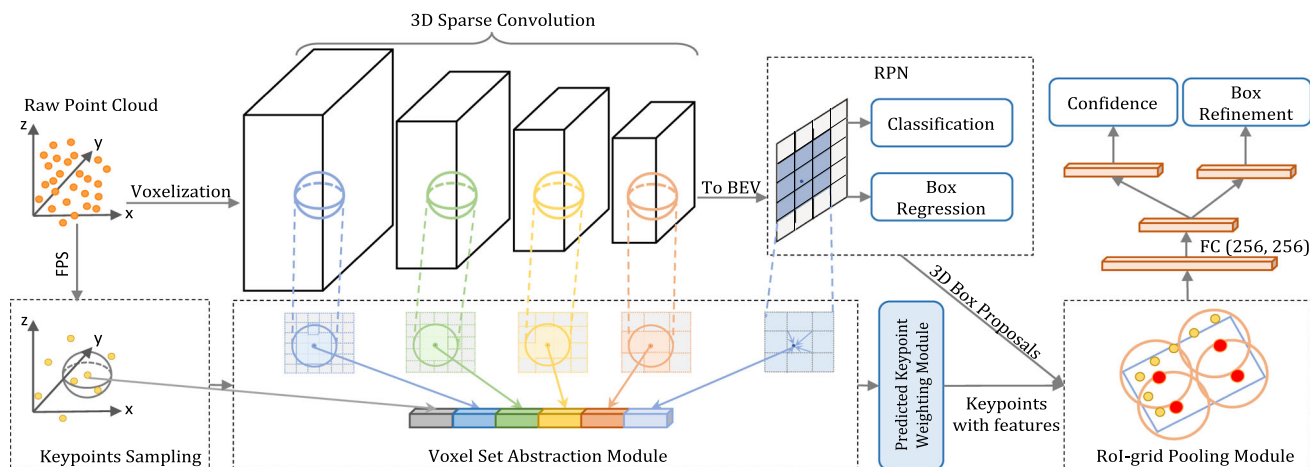 3D Sparse Convolution
Raw Point Cloud
z
y
x
Voxelization
FPS
To BEV
RPN
Classification
Box
Regression
Confidence
Box
Refinement
FC (256, 256)
3D Box Proposals
z
y
x
Keypoints Sampling
Voxel Set Abstraction Module
Predicted Keypoint
Weighting Module
Keypoints
with features
RoI-grid Pooling Module